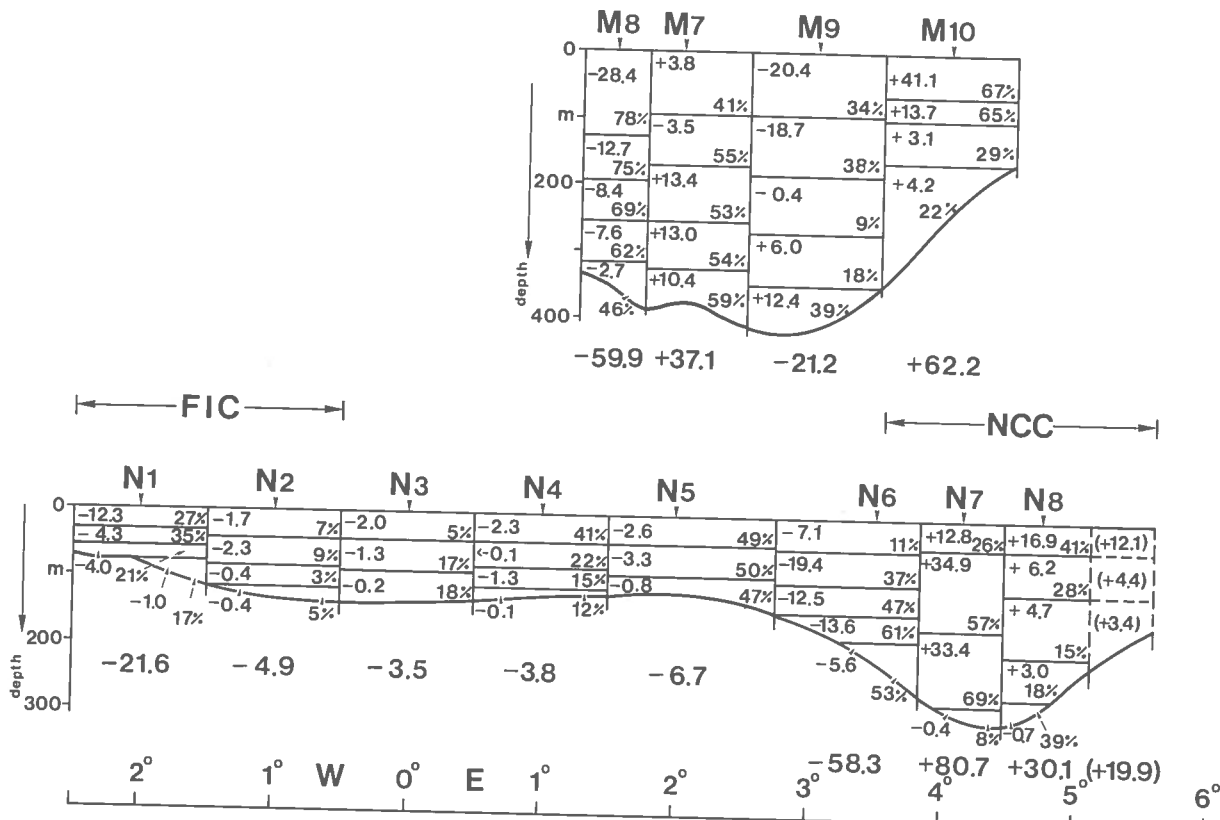 M8 M7 M9 M10
0
-28.4 +3.8 -20.4 +41.1
67%
m 78% 41% 34% +13.7 65%
-12.7 -3.5 -18.7 +3.1
75% 55% 38% 29%
200 -8.4 +13.4 -0.4 +4.2
69% 53% 9% 22%
-7.6 +13.0 +6.0
62% 54% 18%
-2.7 +10.4 +12.4
46% 59% 39%
depth
400
-59.9 +37.1 -21.2 +62.2
FIC NCC
N1 N2 N3 N4 N5 N6 N7 N8
0
-12.3 27% -1.7 7% -2.0 5% -2.3 41% -2.6 49% -7.1 11% +12.8 26% +16.9 41% (+12.1)
-4.3 35% -2.3 9% -1.3 17% <-0.1 22% -3.3 50% -19.4 37% +34.9 57% +6.2 28% (+4.4)
m -4.0 21% -0.4 3% -0.2 18% -1.3 15% -0.8 47% -12.5 47% +33.4 69% +4.7 15% (+3.4)
-1.0 17% -0.4 5% -0.1 12% -13.6 61% -0.4 8% +3.0 18%
-5.6 53% -0.7 39%
200
depth
300
-21.6 -4.9 -3.5 -3.8 -6.7 -58.3 +80.7 +30.1 (+19.9)
2° 1° W 0° E 1° 2° 3° 4° 5° 6°